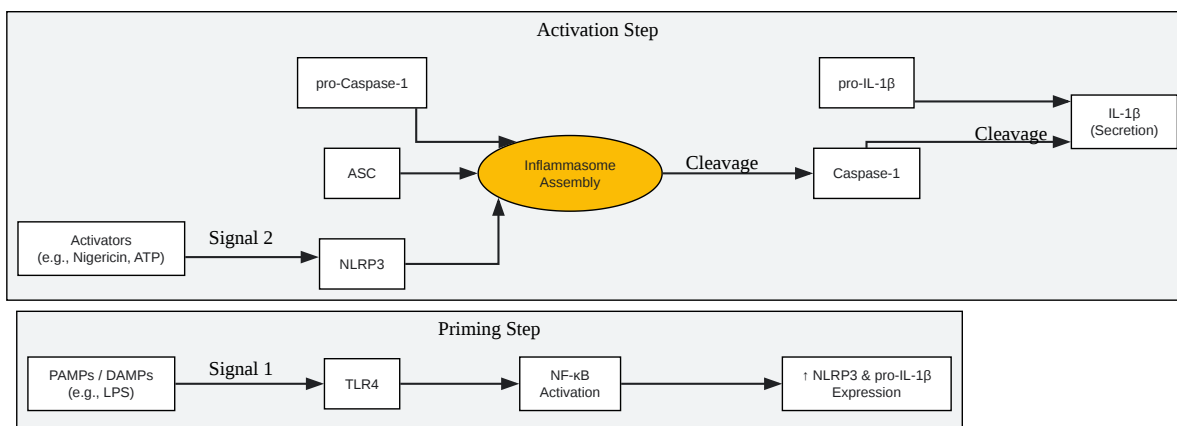 Activation Step
pro-Caspase-1
pro-IL-1β
IL-1β
(Secretion)
Cleavage
Inflammasome
Assembly
Cleavage
ASC
Caspase-1
Activators
(e.g., Nigericin, ATP)
Signal 2
NLRP3
Priming Step
PAMPs / DAMPs
(e.g., LPS)
Signal 1
TLR4
NF-κB
Activation
↑ NLRP3 & pro-IL-1β
Expression